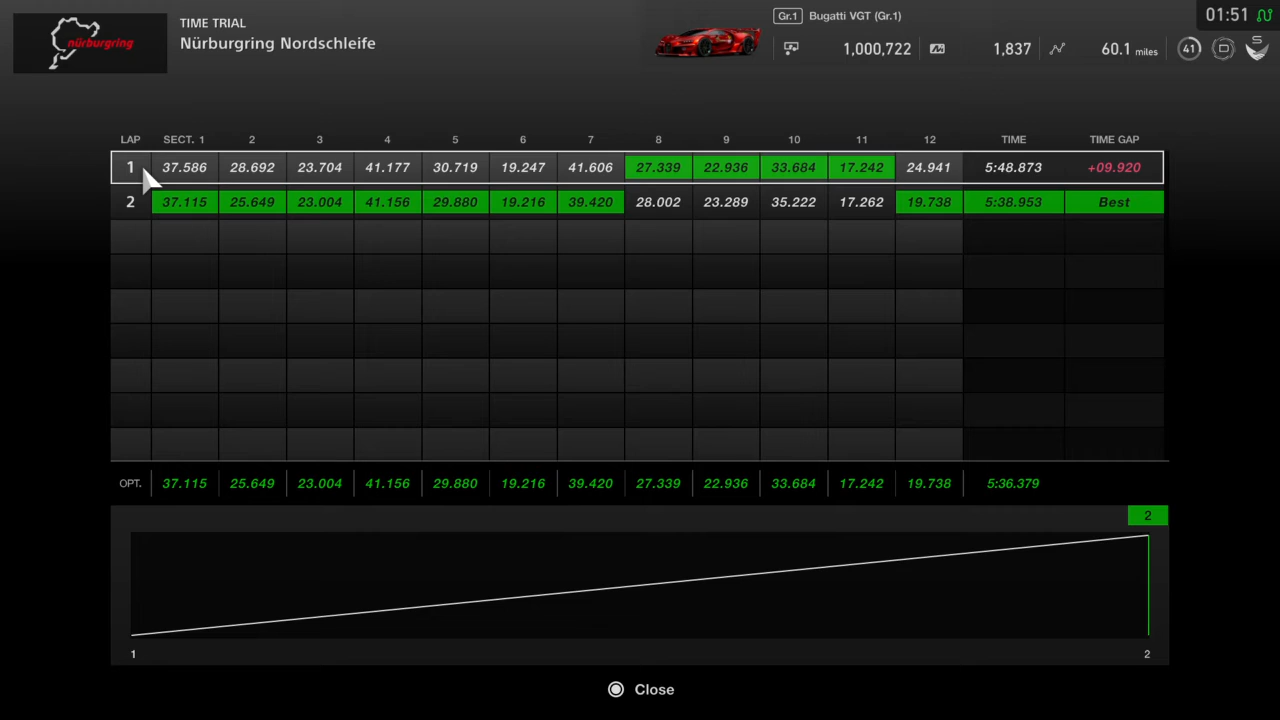 TIME TRIAL
Nürburgring Nordschleife
nürburgring
Gr.1 Bugatti VGT (Gr.1)
1,000,722 1,837 60.1 miles 41 S
01:51
LAP SECT. 1 2 3 4 5 6 7 8 9 10 11 12 TIME TIME GAP
1 37.586 28.692 23.704 41.177 30.719 19.247 41.606 27.339 22.936 33.684 17.242 24.941 5:48.873 +09.920
2 37.115 25.649 23.004 41.156 29.880 19.216 39.420 28.002 23.289 35.222 17.262 19.738 5:38.953 Best
OPT. 37.115 25.649 23.004 41.156 29.880 19.216 39.420 27.339 22.936 33.684 17.242 19.738 5:36.379
2
1 2
Close